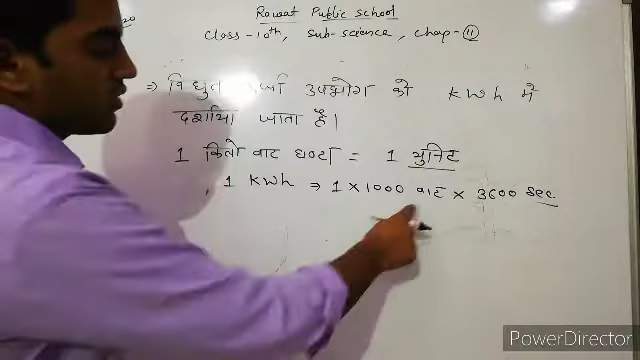 Rawat Public school
Class-10th, sub-science, chap-11
⇒ विद्युत उपभोग को KWh में
दर्शाया जाता है।
1 किलो वाट घण्टा = 1 युनिट
1 KWh ⇒ 1 × 1000 वाट × 3600 sec
PowerDirector